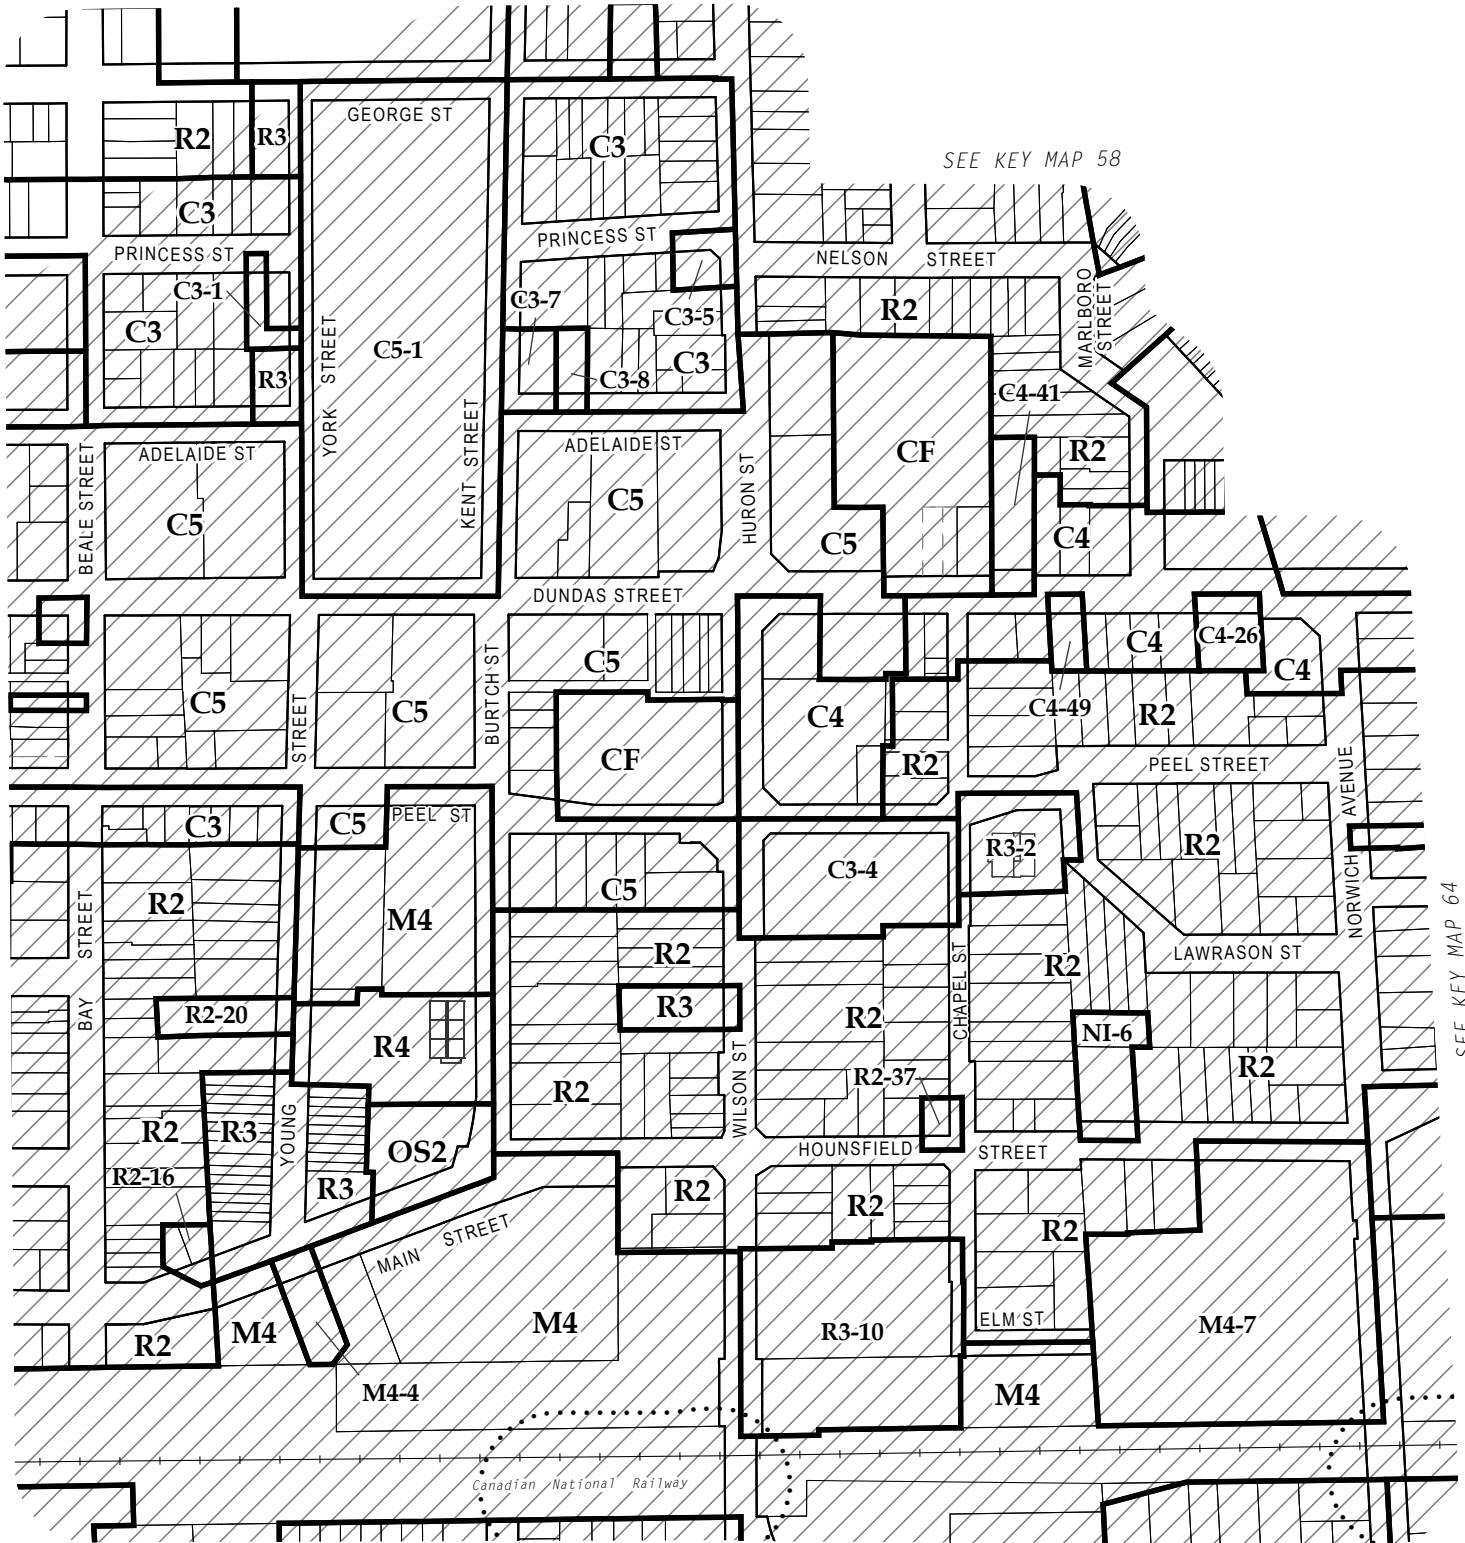 GEORGE ST
R2
R3
C3
SEE KEY MAP 58
C3
PRINCESS ST
PRINCESS ST
NELSON STREET
C3-1
C3-7
C3-5
R2
MARLBORO STREET
C3
C5-1
C3
R3
C3-8
C4-41
YORK STREET
KENT STREET
ADELAIDE ST
ADELAIDE ST
CF
R2
BEALE STREET
C5
C5
HURON ST
C5
C4
DUNDAS STREET
C5
C4
C4-26
C4
C5
STREET
C5
BURTCH ST
C4
C4-49
R2
CF
R2
PEEL STREET
AVENUE
C3
C5
PEEL ST
R3-2
R2
C5
C3-4
NORWICH
SEE KEY MAP 64
R2
M4
STREET
R2
CHAPEL ST
R2
LAWRASON ST
BAY
R2-20
R3
R2
NI-6
R4
R2
R2-37
R2
WILSON ST
R2
R3
YOUNG
OS2
HOUNSFIELD STREET
R2-16
R3
R2
R2
R2
MAIN STREET
R2
M4
M4
R3-10
ELM ST
M4-7
M4-4
M4
Canadian National Railway